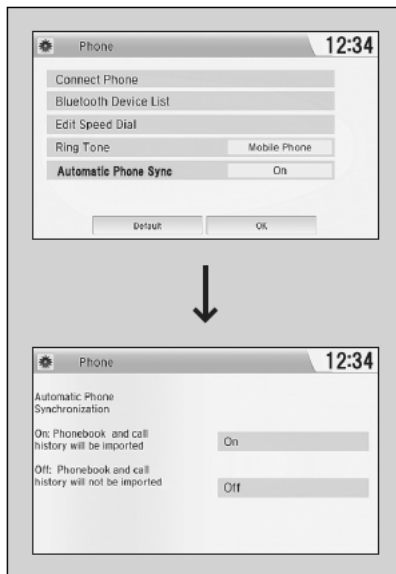 Phone 12:34
Connect Phone
Bluetooth Device List
Edit Speed Dial
Ring Tone Mobile Phone
Automatic Phone Sync On
Default OK
Phone 12:34
Automatic Phone
Synchronization
On: Phonebook and call
history will be imported
On
Off: Phonebook and call
history will not be imported
Off